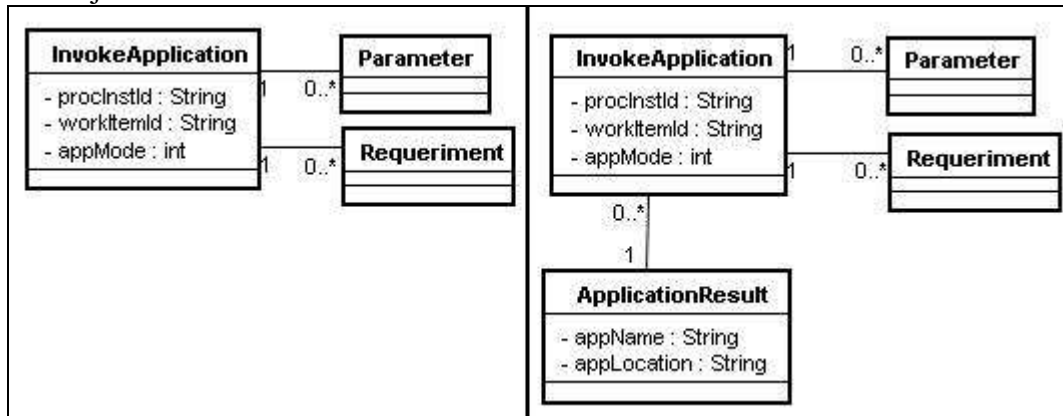 InvokeApplication
- procInstId : String
- workItemId : String
- appMode : int
1
0..*
Parameter
1
0..*
Requeriment
InvokeApplication
- procInstId : String
- workItemId : String
- appMode : int
1
0..*
Parameter
1
0..*
Requeriment
0..*
1
ApplicationResult
- appName : String
- appLocation : String